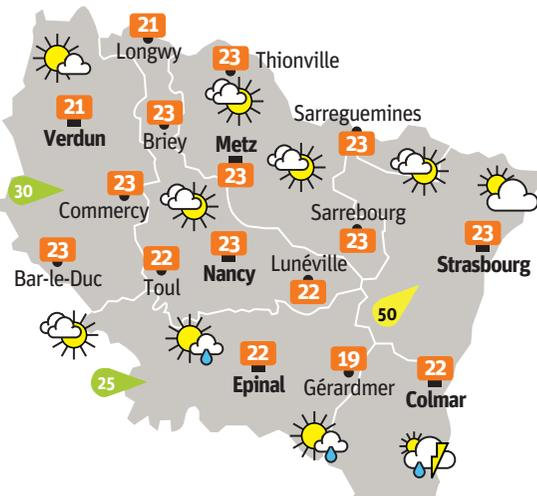 21
Longwy
23
Thionville
21
Verdun
23
Briey
Metz
23
Sarreguemines
23
30
23
Commercy
Sarrebourg
23
23
Strasbourg
23
Bar-le-Duc
22
Toul
23
Nancy
Lunéville
22
50
25
22
Epinal
19
Gérardmer
22
Colmar